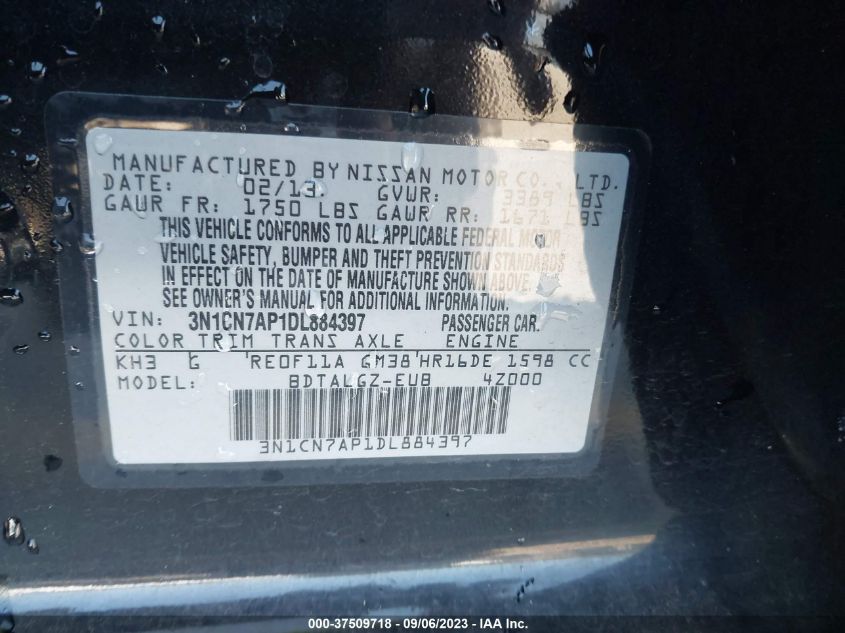 MANUFACTURED BY NISSAN MOTOR CO., LTD.
DATE: 02/13 GVWR: 3389 LBS
GAWR FR: 1750 LBS GAWR RR: 1671 LBS
THIS VEHICLE CONFORMS TO ALL APPLICABLE FEDERAL MOTOR
VEHICLE SAFETY, BUMPER AND THEFT PREVENTION STANDARDS
IN EFFECT ON THE DATE OF MANUFACTURE SHOWN ABOVE.
SEE OWNER'S MANUAL FOR ADDITIONAL INFORMATION.
VIN: 3N1CN7AP1DL884397 PASSENGER CAR.
COLOR TRIM TRANS AXLE ENGINE
KH3 G RE0F11A GM38 HR16DE 1598 CC
MODEL: BDTALGZ-EUB 4Z000
3N1CN7AP1DL884397
000-37509718 - 09/06/2023 - IAA Inc.